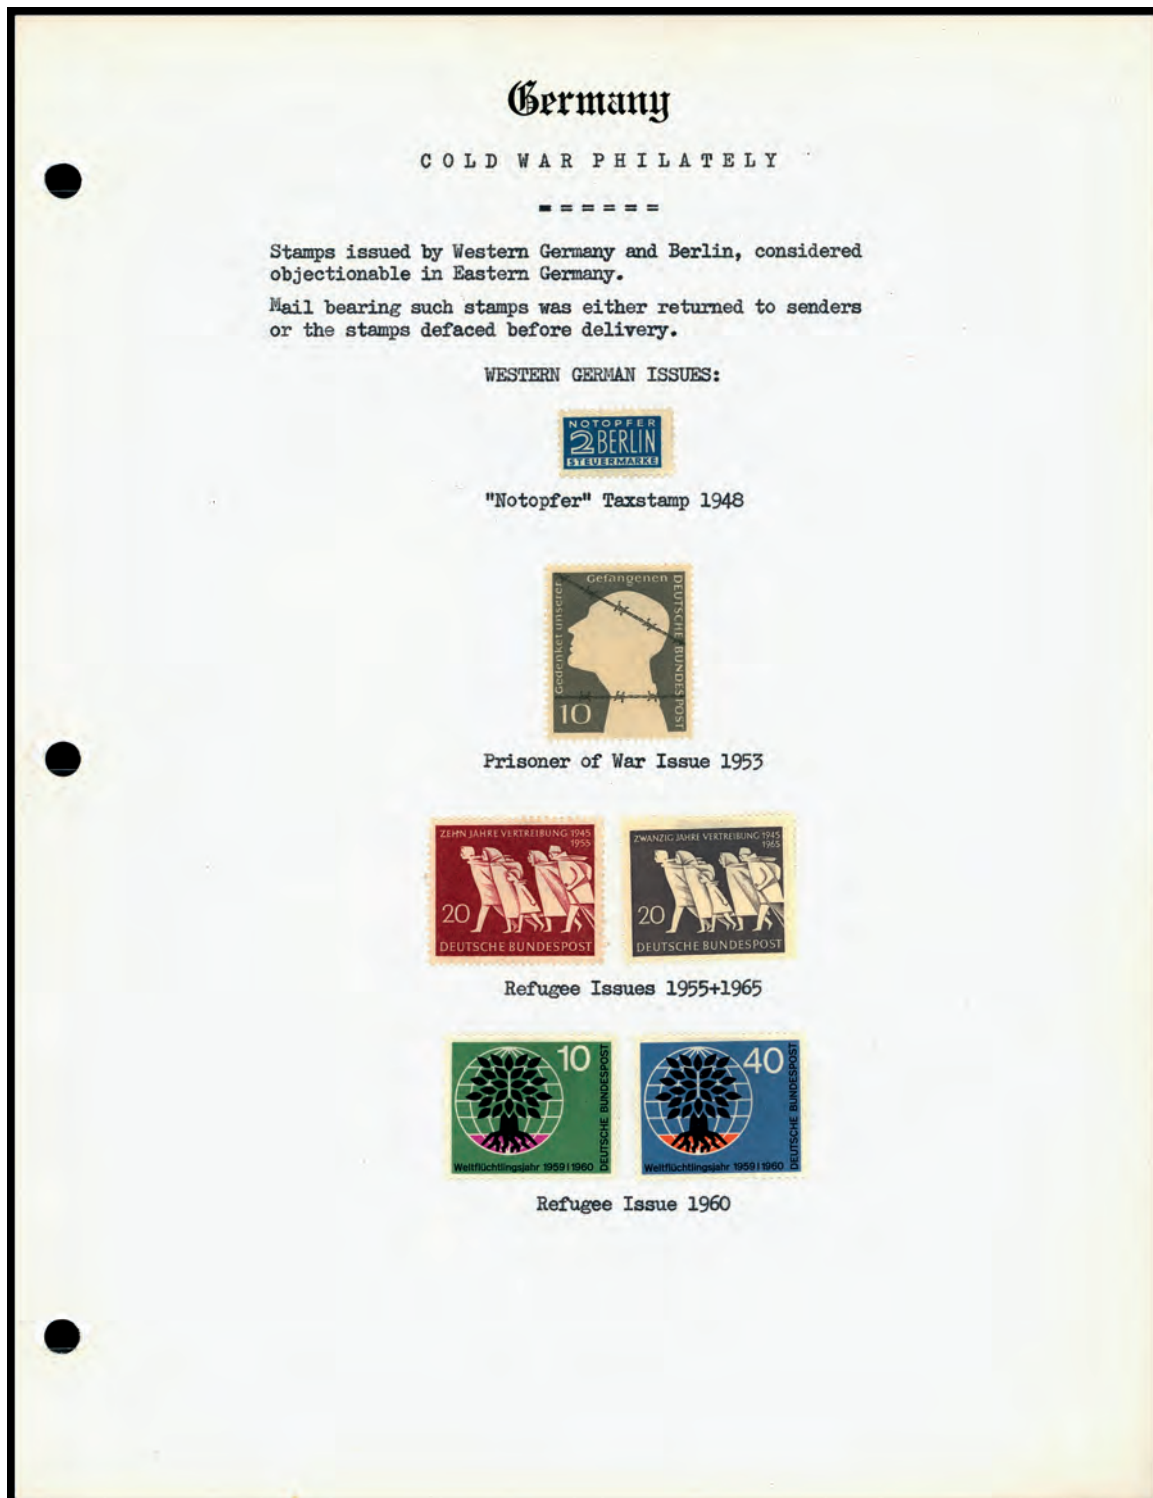 Germany
COLD WAR PHILATELY
======
Stamps issued by Western Germany and Berlin, considered
objectionable in Eastern Germany.
Mail bearing such stamps was either returned to senders
or the stamps defaced before delivery.
WESTERN GERMAN ISSUES:
NOTOPFER
2 BERLIN
STEUERMARKE
"Notopfer" Taxstamp 1948
Gedenket unserer
Gefangenen
DEUTSCHE BUNDESPOST
10
Prisoner of War Issue 1953
ZEHN JAHRE VERTREIBUNG 1945
1955
20
DEUTSCHE BUNDESPOST
ZWANZIG JAHRE VERTREIBUNG 1945
1965
20
DEUTSCHE BUNDESPOST
Refugee Issues 1955+1965
10
DEUTSCHE BUNDESPOST
Weltflüchtlingsjahr 1959|1960
40
DEUTSCHE BUNDESPOST
Weltflüchtlingsjahr 1959|1960
Refugee Issue 1960